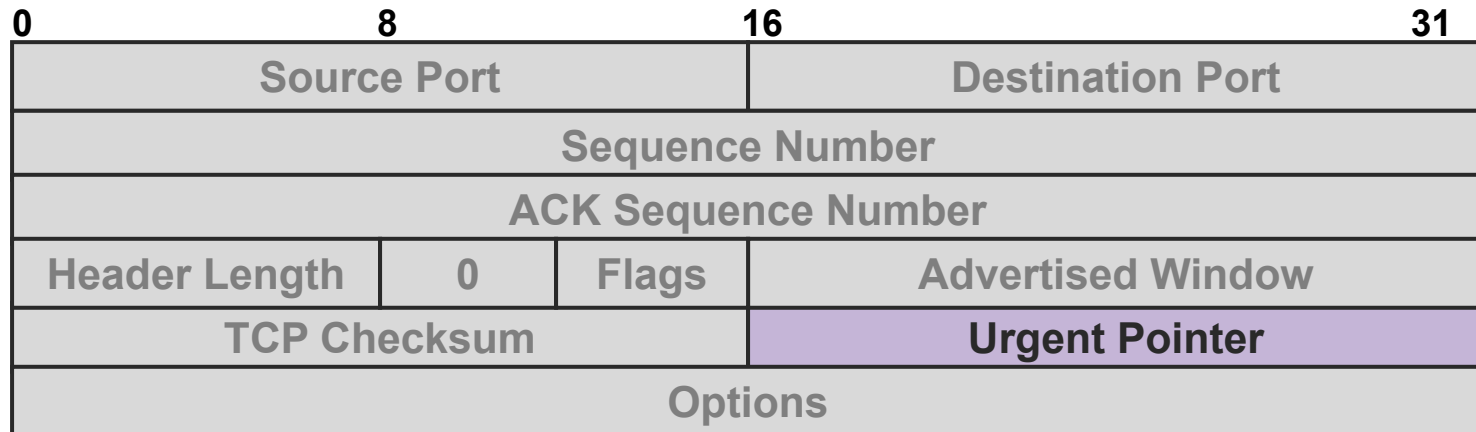 0 8 16 31
Source Port Destination Port
Sequence Number
ACK Sequence Number
Header Length 0 Flags Advertised Window
TCP Checksum Urgent Pointer
Options